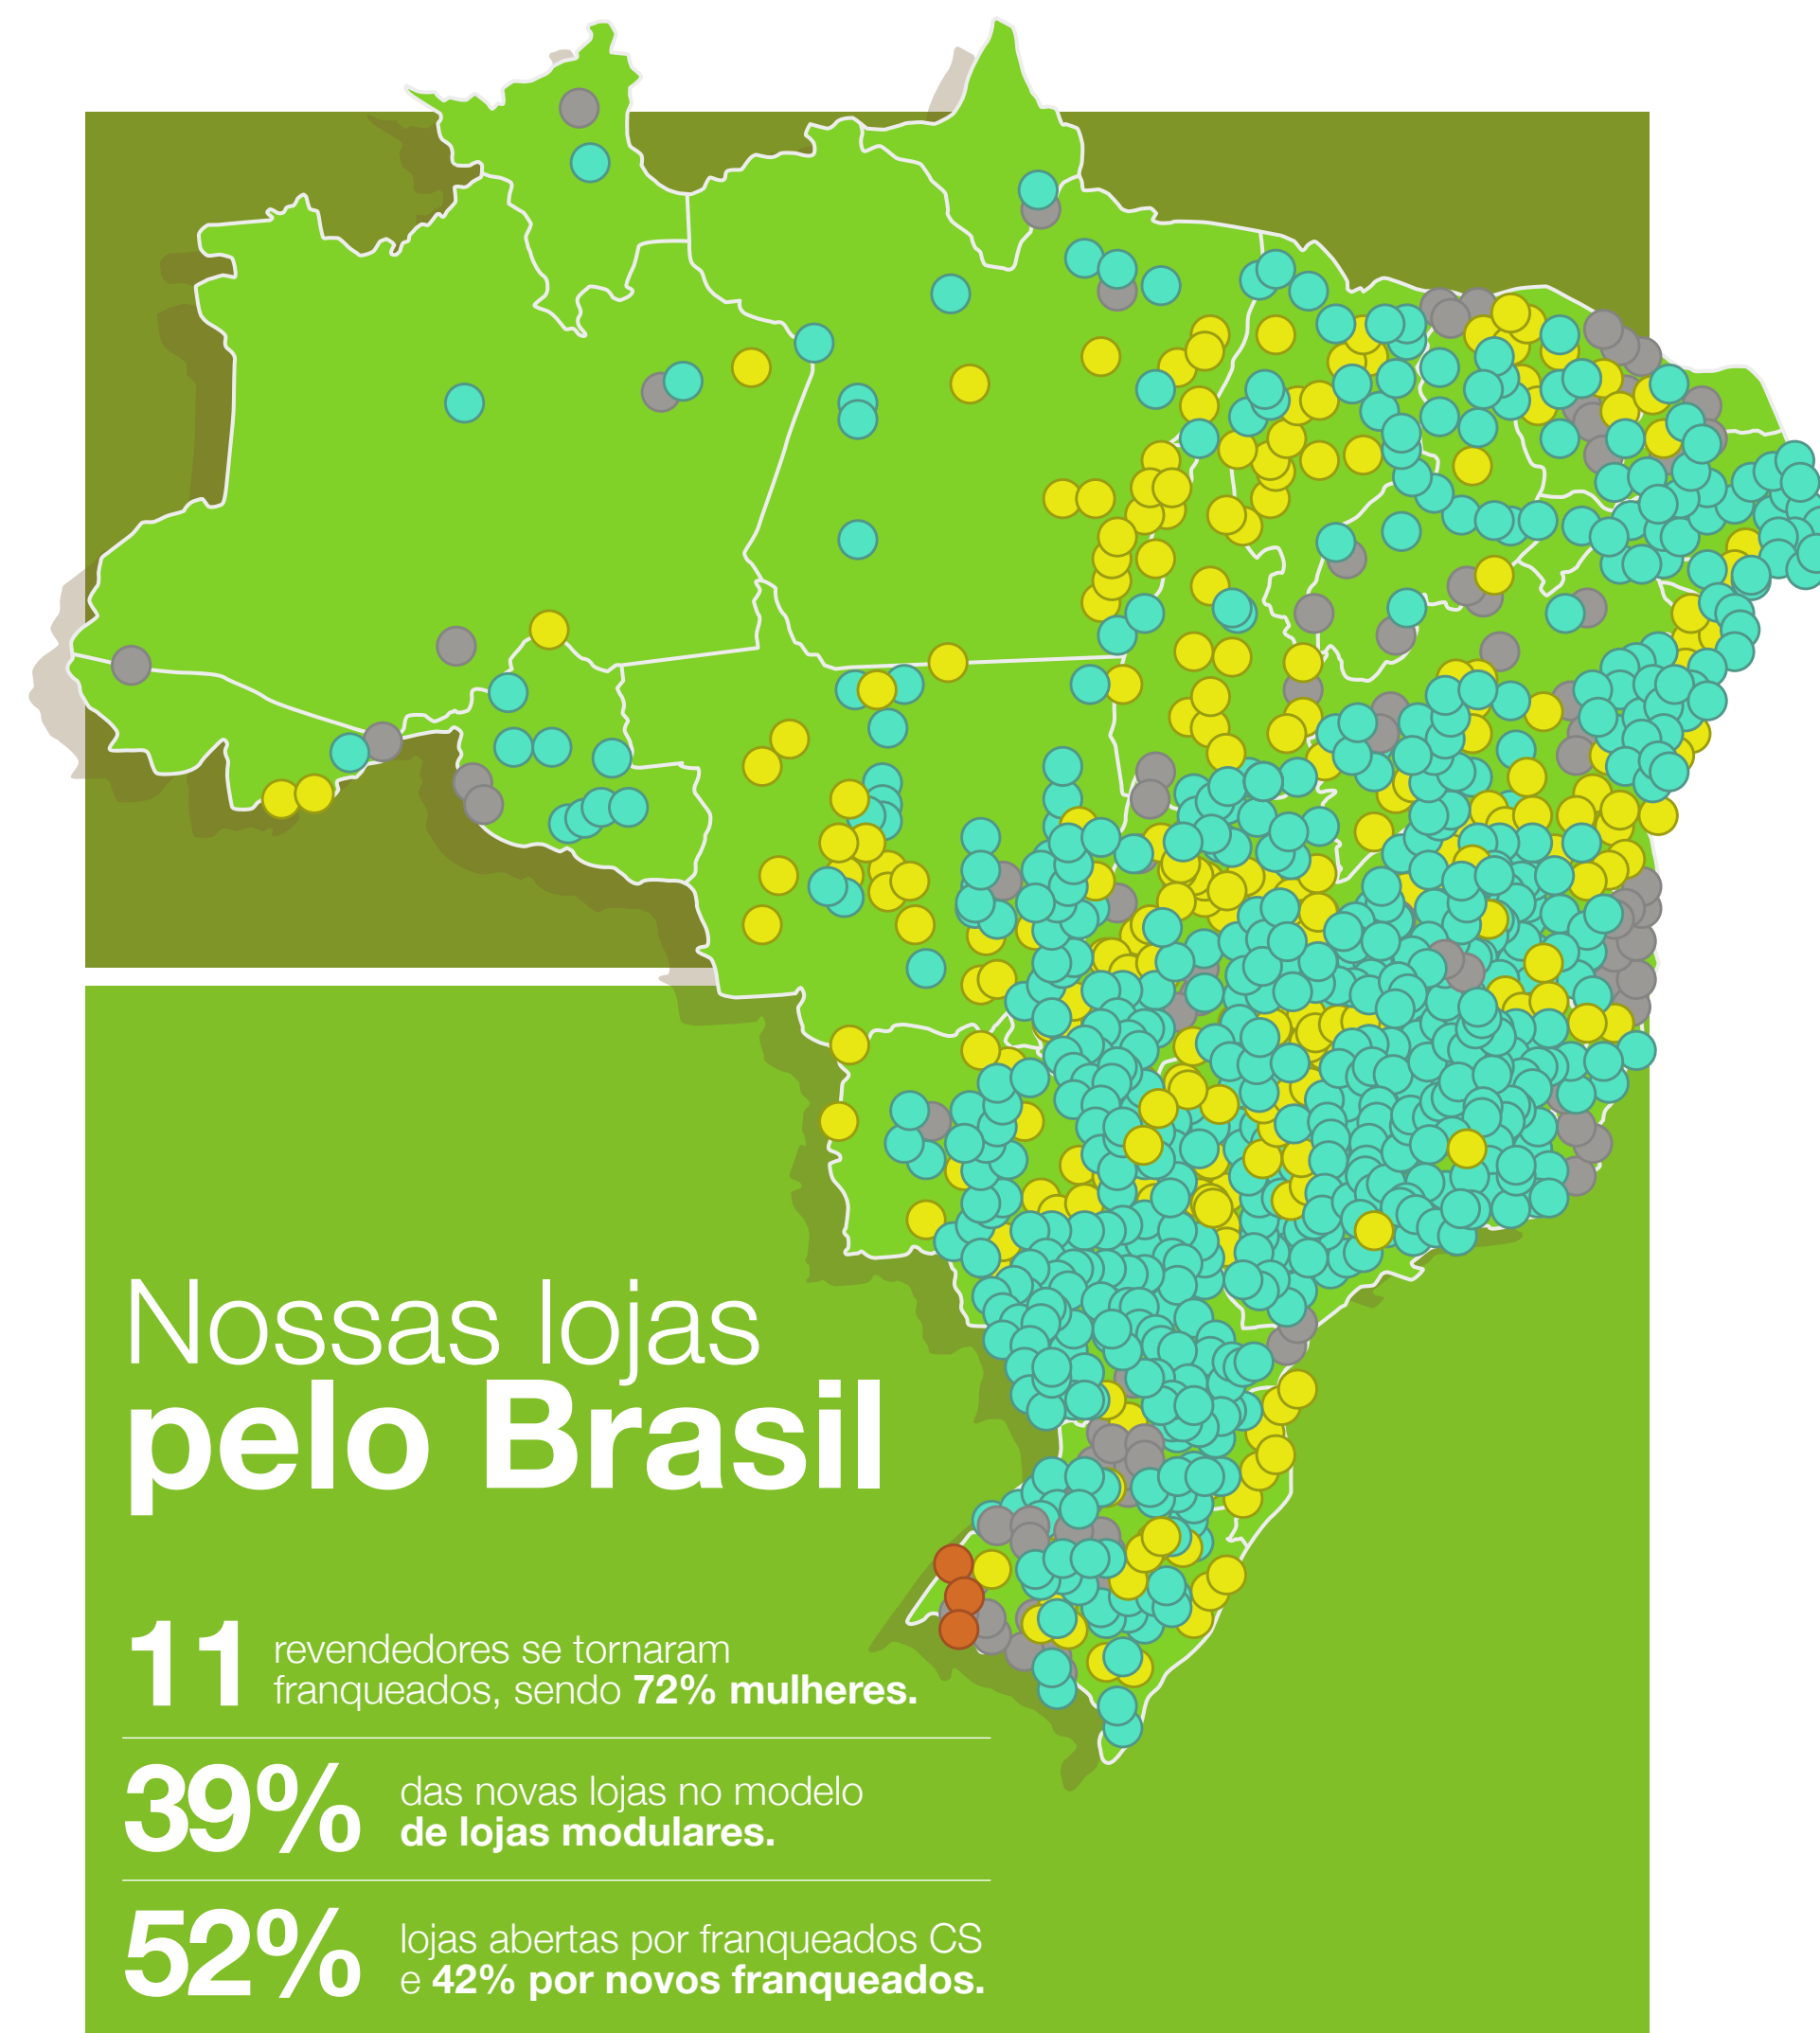 Nossas lojas
pelo Brasil
11
revendedores se tornaram
franqueados, sendo 72% mulheres.
39%
das novas lojas no modelo
de lojas modulares.
52%
lojas abertas por franqueados CS
e 42% por novos franqueados.